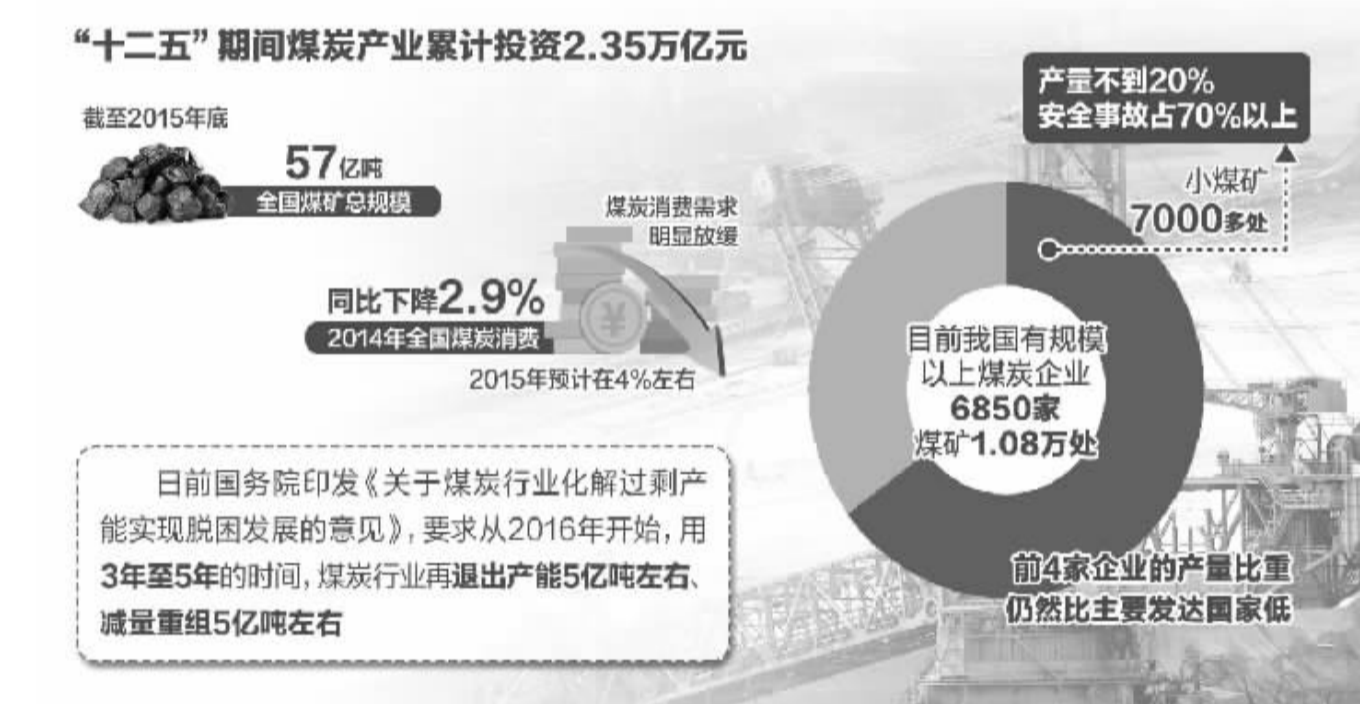 “十二五”期间煤炭产业累计投资2.35万亿元
截至2015年底
57亿吨
全国煤矿总规模
煤炭消费需求
明显放缓
同比下降2.9%
2014年全国煤炭消费
¥
2015年预计在4%左右
日前国务院印发《关于煤炭行业化解过剩产
能实现脱困发展的意见》,要求从2016年开始,用
3年至5年的时间,煤炭行业再退出产能5亿吨左右、
减量重组5亿吨左右
产量不到20%
安全事故占70%以上
小煤矿
7000多处
目前我国有规模
以上煤炭企业
6850家
煤矿1.08万处
前4家企业的产量比重
仍然比主要发达国家低